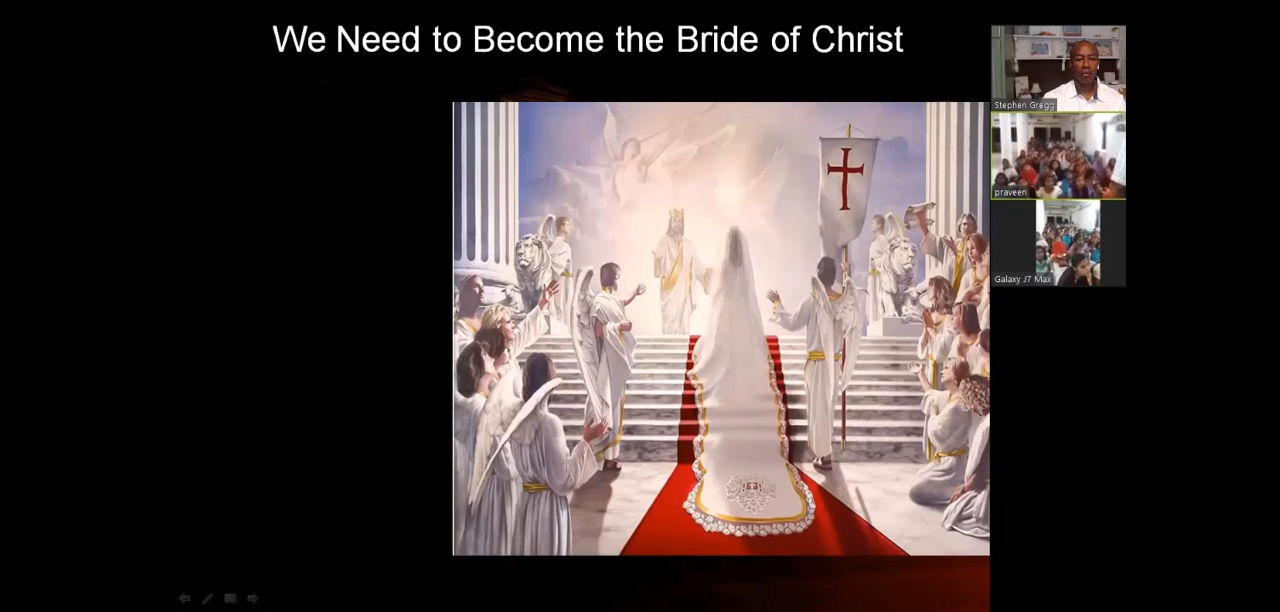 We Need to Become the Bride of Christ
Stephen Gregg
praveen
Galaxy J7 Max